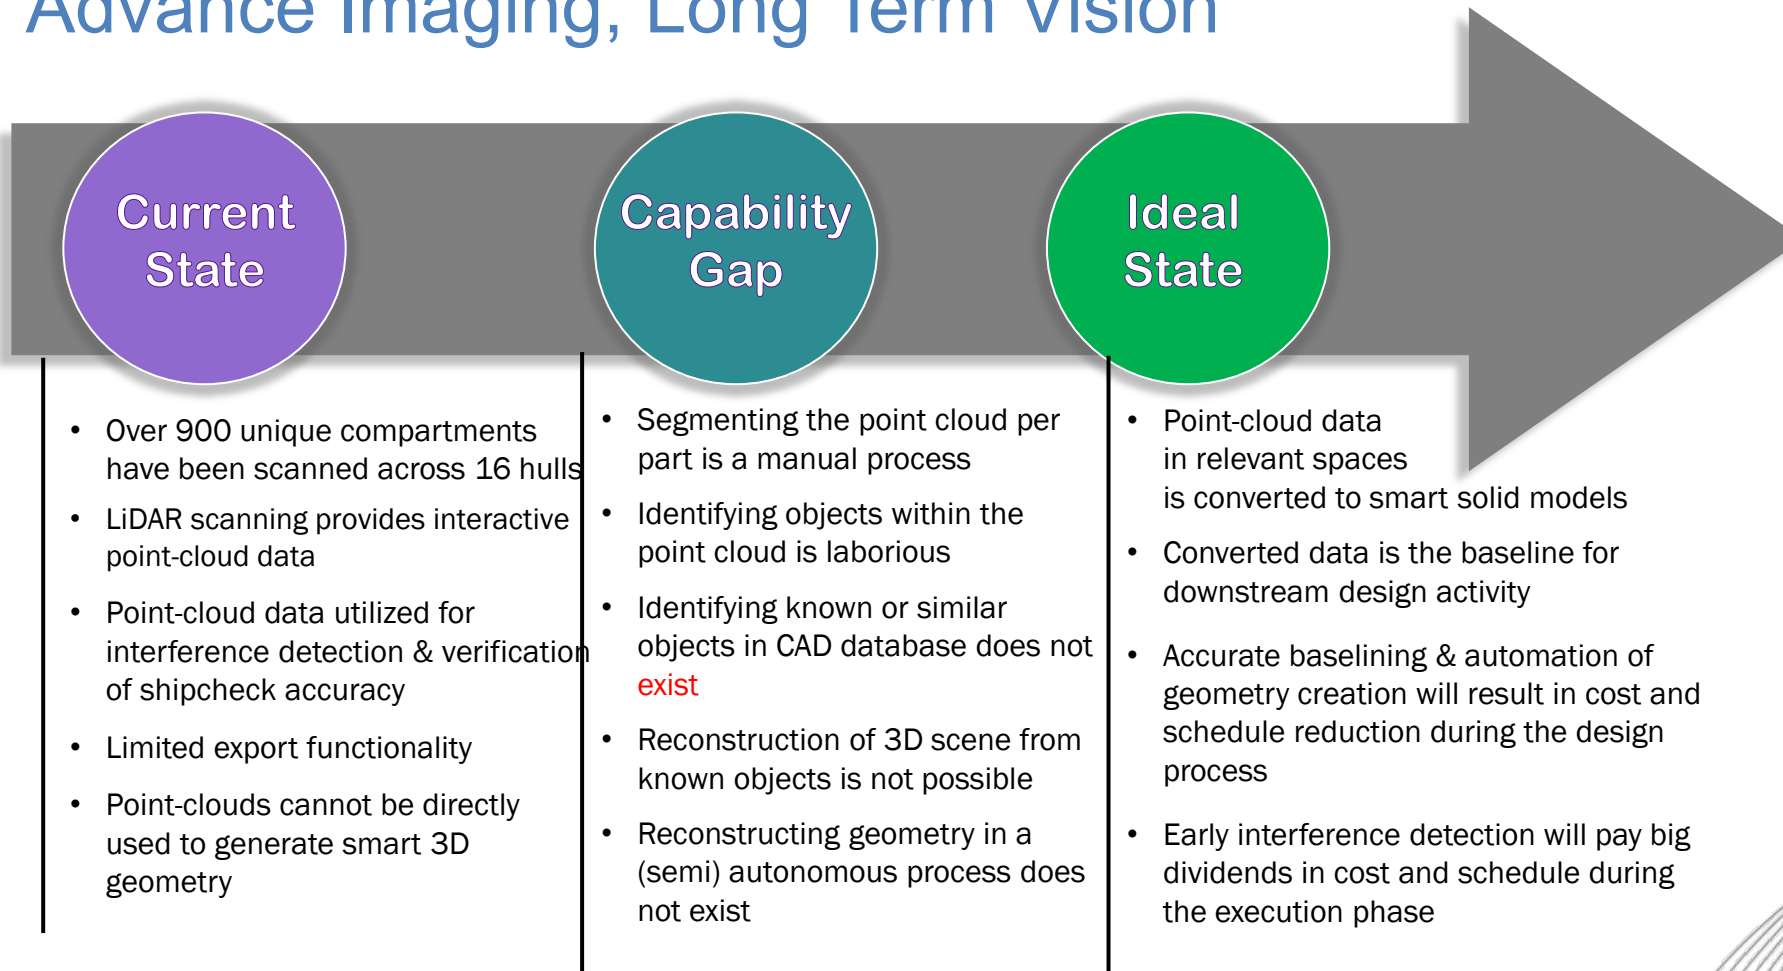 Advance Imaging, Long Term Vision
Current
State
Capability
Gap
Ideal
State
• Over 900 unique compartments
have been scanned across 16 hulls
• LiDAR scanning provides interactive
point-cloud data
• Point-cloud data utilized for
interference detection & verification
of shipcheck accuracy
• Limited export functionality
• Point-clouds cannot be directly
used to generate smart 3D
geometry
• Segmenting the point cloud per
part is a manual process
• Identifying objects within the
point cloud is laborious
• Identifying known or similar
objects in CAD database does not
exist
• Reconstruction of 3D scene from
known objects is not possible
• Reconstructing geometry in a
(semi) autonomous process does
not exist
• Point-cloud data
in relevant spaces
is converted to smart solid models
• Converted data is the baseline for
downstream design activity
• Accurate baselining & automation of
geometry creation will result in cost and
schedule reduction during the design
process
• Early interference detection will pay big
dividends in cost and schedule during
the execution phase